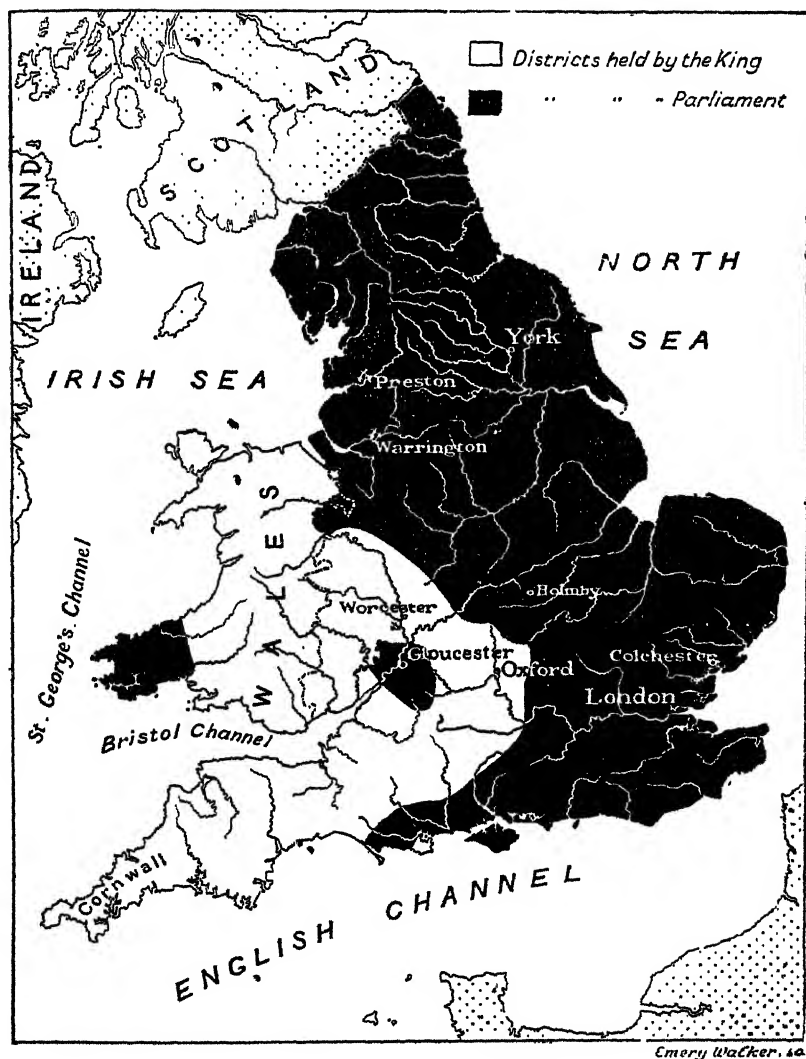 Districts held by the King
" " " Parliament
SCOTLAND
IRELAND
NORTH
SEA
York
IRISH SEA
Preston
Warrington
WALES
Holmby
Worcester
St. George's Channel
Gloucester
Oxford
Colchester
London
Bristol Channel
Cornwall
ENGLISH CHANNEL
Emery Walker. sc.